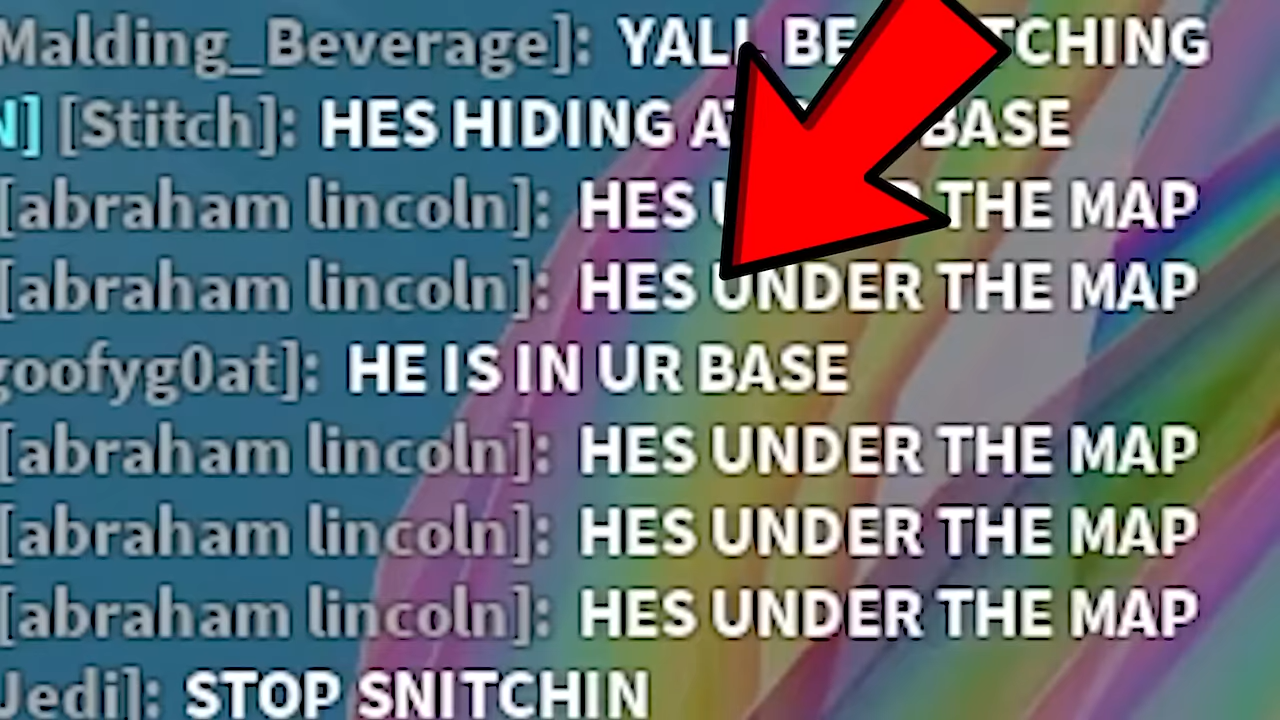 Malding_Beverage]: YALL BE TCHING
N] [Stitch]: HES HIDING AT BASE
[abraham lincoln]: HES THE MAP
[abraham lincoln]: HES UNDER THE MAP
goofyg0at]: HE IS IN UR BASE
[abraham lincoln]: HES UNDER THE MAP
[abraham lincoln]: HES UNDER THE MAP
[abraham lincoln]: HES UNDER THE MAP
Jedi]: STOP SNITCHIN